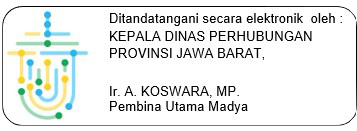 Ditandatangani secara elektronik oleh :
KEPALA DINAS PERHUBUNGAN
PROVINSI JAWA BARAT,
Ir. A. KOSWARA, MP.
Pembina Utama Madya